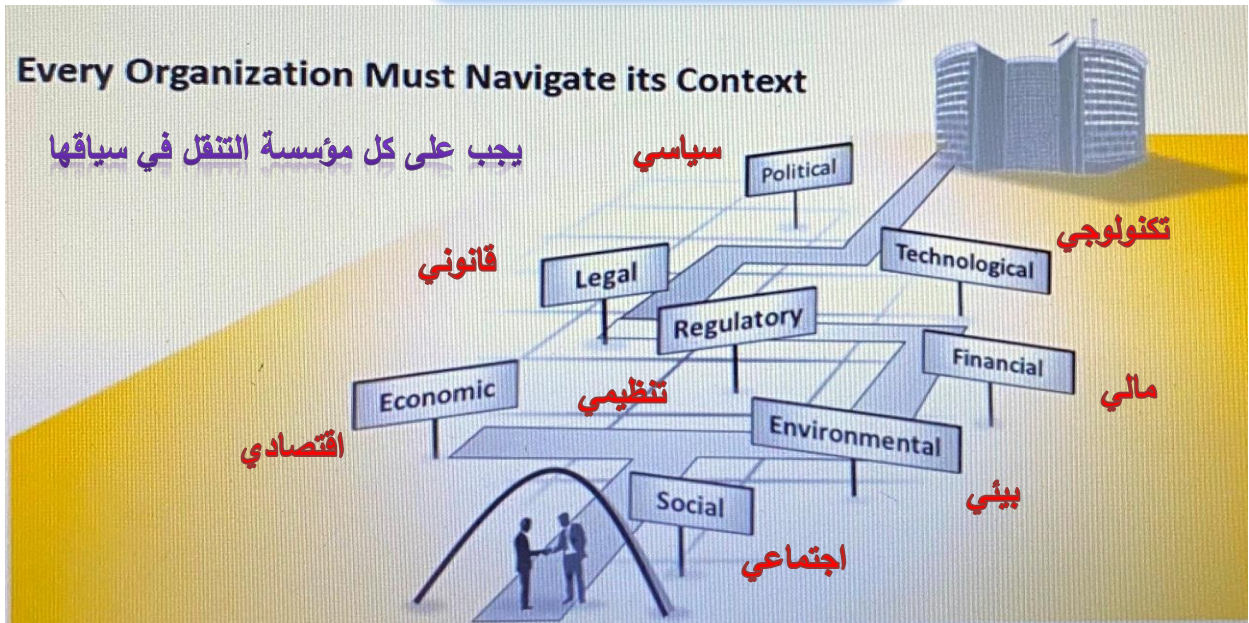 Every Organization Must Navigate its Context
يجب على كل مؤسسة التنقل في سياقها
سياسي
Political
تكنولوجي
Technological
قانوني
Legal
Regulatory
تنظيمي
Financial
مالي
Economic
اقتصادي
Environmental
بيئي
Social
اجتماعي